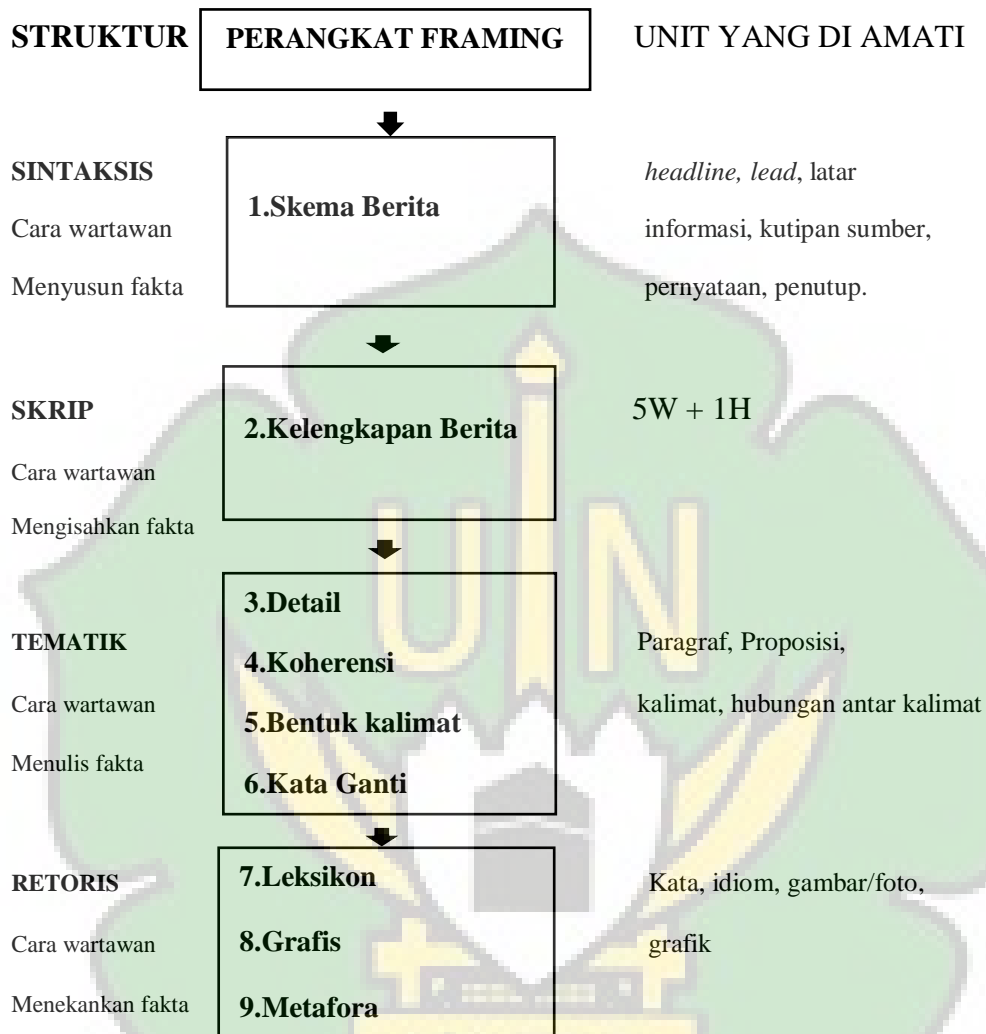 STRUKTUR PERANGKAT FRAMING UNIT YANG DI AMATI
SINTAKSIS headline, lead, latar
1.Skema Berita
Cara wartawan informasi, kutipan sumber,
Menyusun fakta pernyataan, penutup.
SKRIP 5W + 1H
2.Kelengkapan Berita
Cara wartawan
Mengisahkan fakta
3.Detail
TEMATIK Paragraf, Proposisi,
4.Koherensi
Cara wartawan kalimat, hubungan antar kalimat
5.Bentuk kalimat
Menulis fakta
6.Kata Ganti
RETORIS 7.Leksikon Kata, idiom, gambar/foto,
Cara wartawan 8.Grafis grafik
Menekankan fakta 9.Metafora
UIN